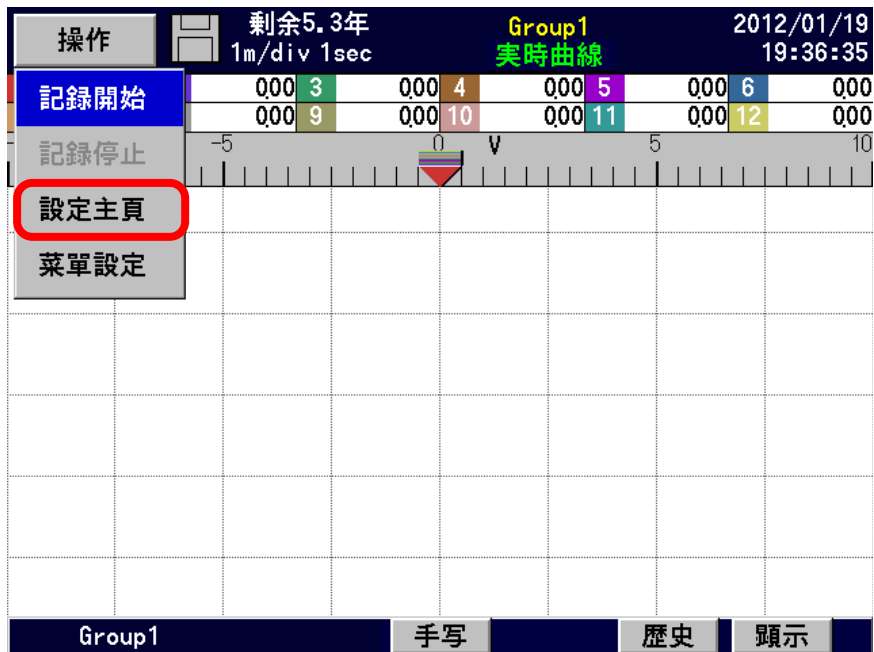 操作
剰余5.3年
1m/div 1sec
Group1
実時曲線
2012/01/19
19:36:35
記録開始
記録停止
設定主頁
菜單設定
0.00 3 0.00 4 0.00 5 0.00 6 0.00
0.00 9 0.00 10 0.00 11 0.00 12 0.00
-5 0 V 5 10
Group1 手写 歴史 顕示